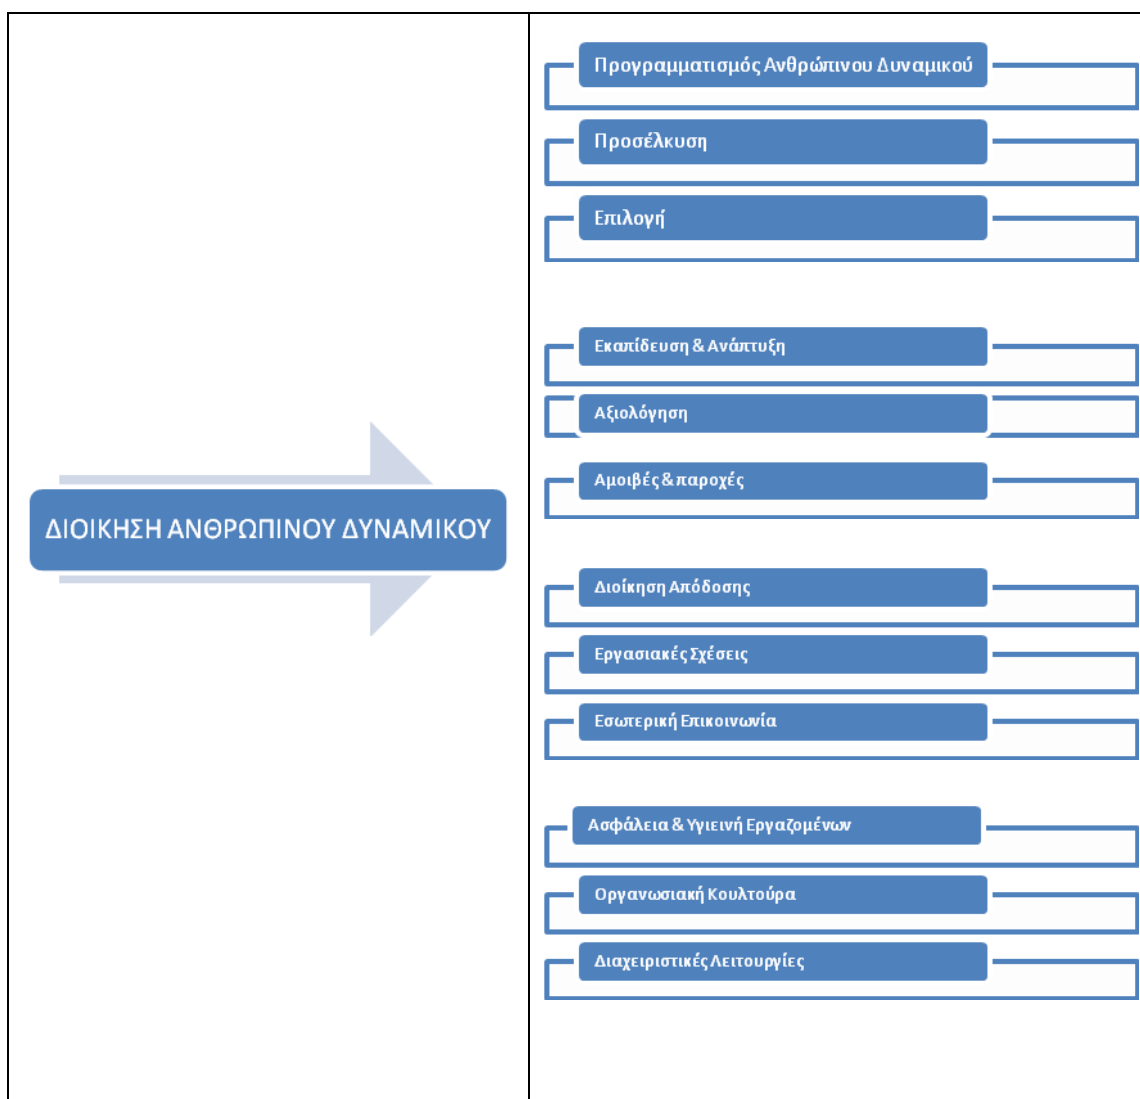 ΔΙΟΙΚΗΣΗ ΑΝΘΡΩΠΙΝΟΥ ΔΥΝΑΜΙΚΟΥ
Προγραμματισμός Ανθρώπινου Δυναμικού
Προσέλκυση
Επιλογή
Εκαπίδευση & Ανάπτυξη
Αξιολόγηση
Αμοιβές & παροχές
Διοίκηση Απόδοσης
Εργασιακές Σχέσεις
Εσωτερική Επικοινωνία
Ασφάλεια & Υγιεινή Εργαζομένων
Οργανωσιακή Κουλτούρα
Διαχειριστικές Λειτουργίες